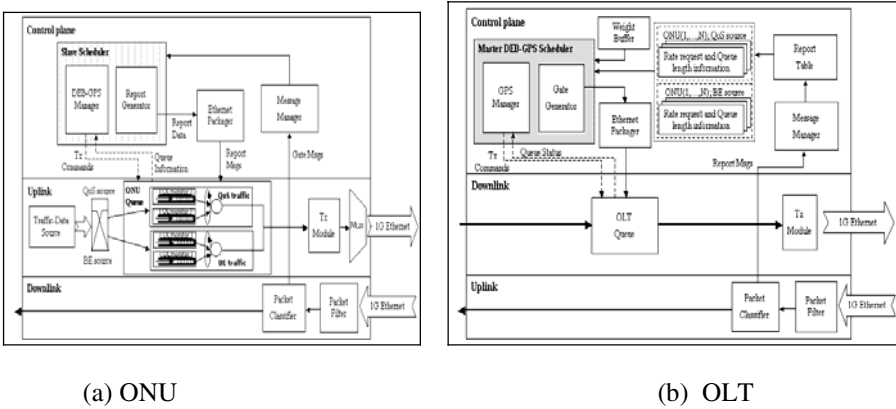 Control plane
Slave Scheduler
DEB-GPS
Manager
Report
Generator
Report
Data
Ethernet
Packager
Message
Manager
Tx
Commands
Queue
Information
Report
Msgs
Gate Msgs
Uplink
Traffic-Data
Source
QoS source
BE source
ONU
Queue
QoS traffic
BE traffic
Tx
Module
Mux
1G Ethernet
Downlink
Packet
Classifier
Packet
Filter
1G Ethernet
(a) ONU
Control plane
Master DEB-GPS Scheduler
GPS
Manager
Gate
Generator
Weight
Buffer
Ethernet
Packager
ONU(1,...,N), QoS source
Rate request and Queue
length information
ONU(1,...,N), BE source
Rate request and Queue
length information
Report
Table
Message
Manager
Tx
Commands
Queue Status
Report Msgs
Downlink
OLT
Queue
Tx
Module
1G Ethernet
Uplink
Packet
Classifier
Packet
Filter
1G Ethernet
(b) OLT